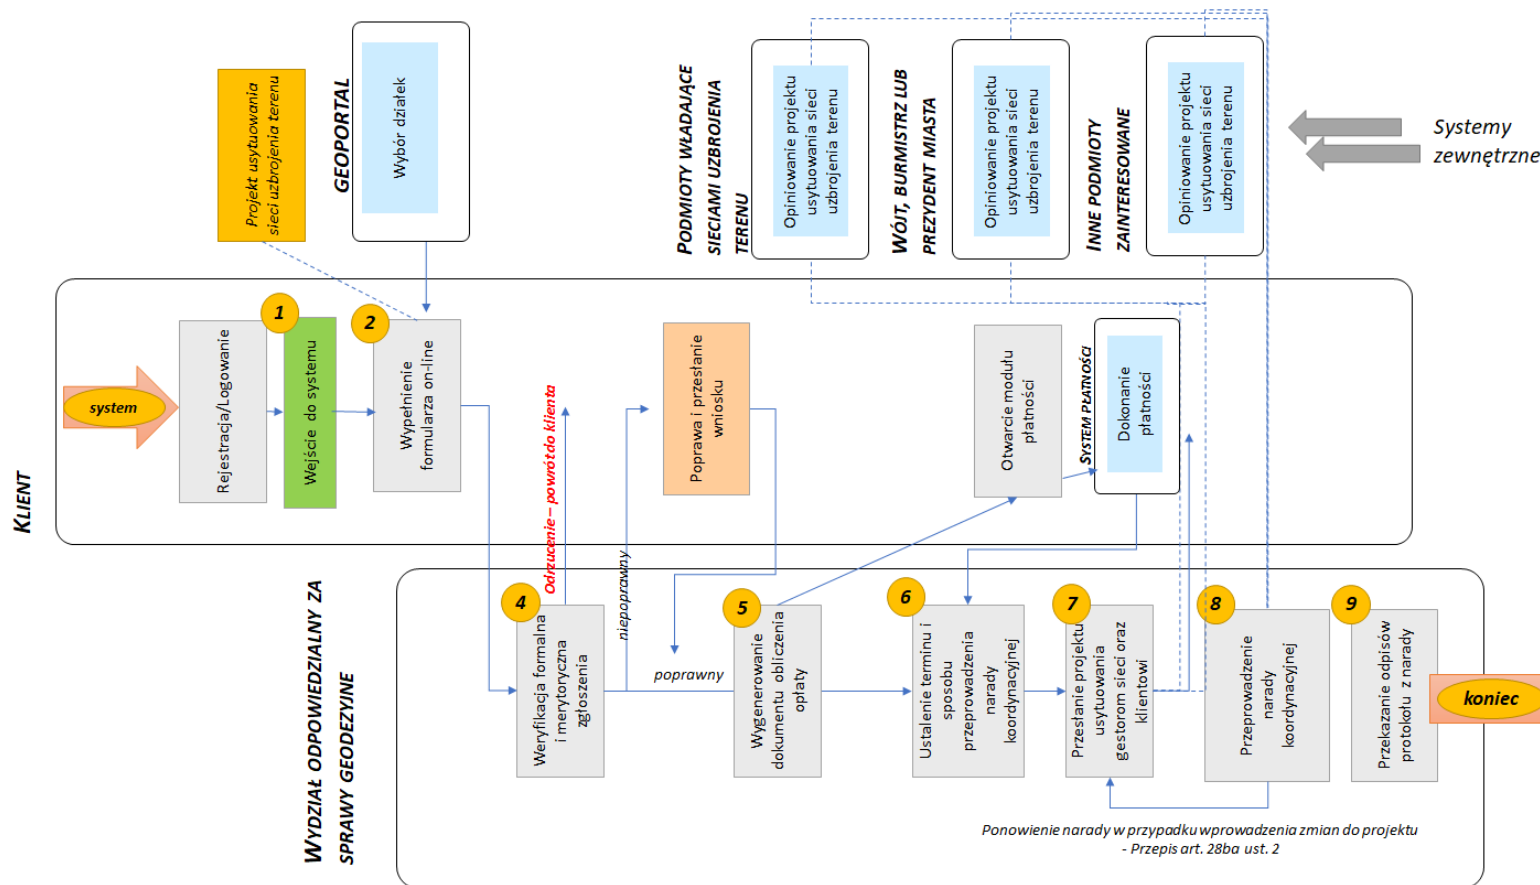 Projekt usytuowania
sieci uzbrojenia terenu
GEOPORTAL
Wybór działek
PODMIOTY WŁADAJĄCE
SIECIAMI UZBROJENIA
TERENU
Opiniowanie projektu
usytuowania sieci
uzbrojenia terenu
WÓJT, BURMISTRZ LUB
PREZYDENT MIASTA
Opiniowanie projektu
usytuowania sieci
uzbrojenia terenu
INNE PODMIOTY
ZAINTERESOWANE
Opiniowanie projektu
usytuowania sieci
uzbrojenia terenu
Systemy
zewnętrzne
KLIENT
system
Rejestracja/Logowanie
1
Wejście do systemu
2
Wypełnienie
formularza on-line
Odrzucenie – powrót do klienta
niepoprawny
Poprawa i przesłanie
wniosku
Otwarcie modułu
płatności
SYSTEM PŁATNOŚCI
Dokonanie
płatności
WYDZIAŁ ODPOWIEDZIALNY ZA
SPRAWY GEODEZYJNE
4
Weryfikacja formalna
i merytoryczna
zgłoszenia
poprawny
5
Wygenerowanie
dokumentu obliczenia
opłaty
6
Ustalenie terminu i
sposobu
przeprowadzenia
narady
koordynacyjnej
7
Przesłanie projektu
usytuowania
gestorom sieci oraz
klientowi
8
Przeprowadzenie
narady
koordynacyjnej
9
Przekazanie odpisów
protokołu z narady
koniec
Ponowienie narady w przypadku wprowadzenia zmian do projektu
- Przepis art. 28ba ust. 2